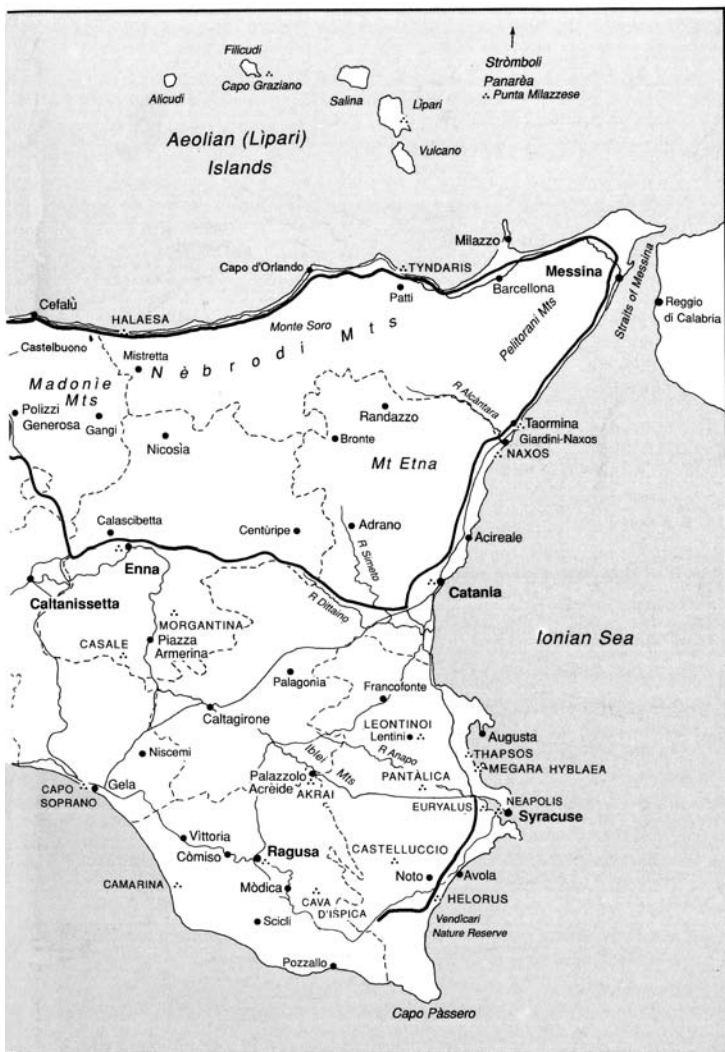 Filicudi
Capo Graziano
Alicudi
Salina
Lìpari
Vulcano
Stròmboli
Panarèa
Punta Milazzese
Aeolian (Lìpari)
Islands
Milazzo
Capo d'Orlando
TYNDARIS
Patti
Barcellona
Messina
Straits of Messina
Reggio
di Calabria
Cefalù
HALAESA
Monte Soro
Nèbrodi Mts
Pelitorani Mts
Castelbuono
Mistretta
Madonìe
Mts
Polizzi
Generosa
Gangi
Nicosìa
Randazzo
Bronte
R Alcàntara
Taormina
Giardini-Naxos
NAXOS
Mt Etna
Calascibetta
Centùripe
Adrano
R Simeto
Acireale
Enna
Caltanissetta
R Dittaino
Catania
MORGANTINA
CASALE
Piazza
Armerina
Ionian Sea
Palagonia
Francofonte
Caltagirone
LEONTINOI
Lentini
Augusta
Niscemi
Iblei Mts
R Anapo
THAPSOS
MEGARA HYBLAEA
Palazzolo
Acrèide
AKRAI
PANTÀLICA
CAPO
SOPRANO
Gela
EURYALUS
NEAPOLIS
Syracuse
Vìttoria
Còmiso
Ragusa
CASTELLUCCIO
CAMARINA
Mòdica
CAVA
D'ISPICA
Noto
Avola
HELORUS
Scicli
Vendìcari
Nature Reserve
Pozzallo
Capo Pàssero